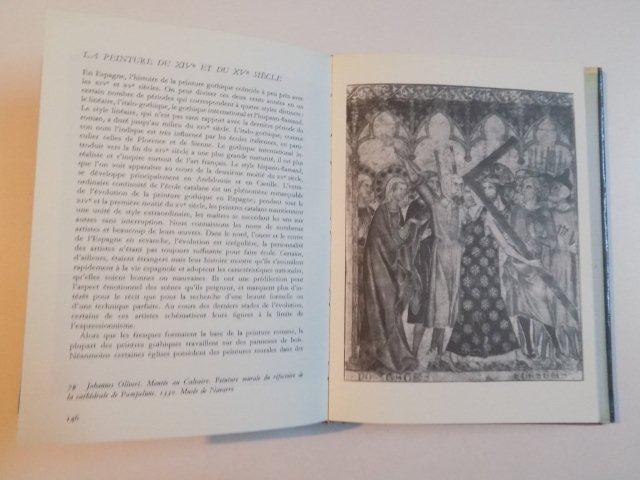 LA PEINTURE DU XIVᵉ ET DU XVᵉ SIÈCLE
En Espagne, l'histoire de la peinture gothique coïncide à peu près avec
les XIVᵉ et XVᵉ siècles. On peut diviser ces deux cents années en un
certain nombre de périodes qui correspondent à quatre styles distincts:
le linéaire, l'italo-gothique, le gothique international et l'hispano-flamand.
Le style linéaire, qui n'est pas sans rapport avec la dernière période du
roman, a duré jusqu'au milieu du XIVᵉ siècle. L'italo-gothique, comme
son nom l'indique est très influencé par les écoles italiennes, en par-
ticulier celles de Florence et de Sienne. Le gothique international in-
troduit vers la fin du XIVᵉ siècle a une plus grande maturité, il est plus
réaliste et s'inspire surtout de l'art français. Le style hispano-flamand,
que l'on voit apparaître au cours de la deuxième moitié du XVᵉ siècle,
se développe principalement en Andalousie et en Castille. L'extra-
ordinaire continuité de l'école catalane est un phénomène remarquable
de l'évolution de la peinture gothique en Espagne, pendant tout le
XIVᵉ et la première moitié du XVᵉ siècle, les peintres catalans maintiennent
une unité de style extraordinaire, les maîtres se succédant les uns aux
autres sans interruption. Nous connaissons les noms de nombreux
artistes et beaucoup de leurs œuvres. Dans le nord, l'ouest et le centre
de l'Espagne en revanche, l'évolution est irrégulière, la personnalité
des artistes n'étant pas toujours suffisante pour faire école. Certains,
d'ailleurs, étaient étrangers mais leur histoire montre qu'ils s'assimilent
rapidement à la vie espagnole et adoptent les caractéristiques nationales,
qu'elles soient bonnes ou mauvaises. Ils ont une prédilection pour
l'aspect émotionnel des scènes qu'ils peignent, et marquent plus d'in-
térêt pour le récit que pour la recherche d'une beauté formelle ou
d'une technique parfaite. Au cours des derniers stades de l'évolution,
certains de ces artistes schématisent leurs figures à la limite de
l'expressionnisme.
Alors que les fresques formaient la base de la peinture romane, la
plupart des peintres gothiques travaillent sur des panneaux de bois.
Néanmoins certaines églises possèdent des peintures murales dans les
79 Johannes Oliveri. Montée au Calvaire. Peinture murale du réfectoire de
la cathédrale de Pampelune. 1330. Musée de Navarre
146